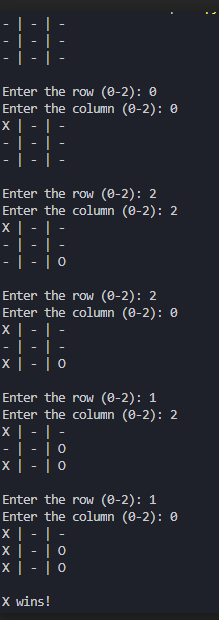 - | - | -
- | - | -
- | - | -
Enter the row (0-2): 0
Enter the column (0-2): 0
X | - | -
- | - | -
- | - | -
Enter the row (0-2): 2
Enter the column (0-2): 2
X | - | -
- | - | -
- | - | O
Enter the row (0-2): 2
Enter the column (0-2): 0
X | - | -
- | - | -
X | - | O
Enter the row (0-2): 1
Enter the column (0-2): 2
X | - | -
- | - | O
X | - | O
Enter the row (0-2): 1
Enter the column (0-2): 0
X | - | -
X | - | O
X | - | O
X wins!